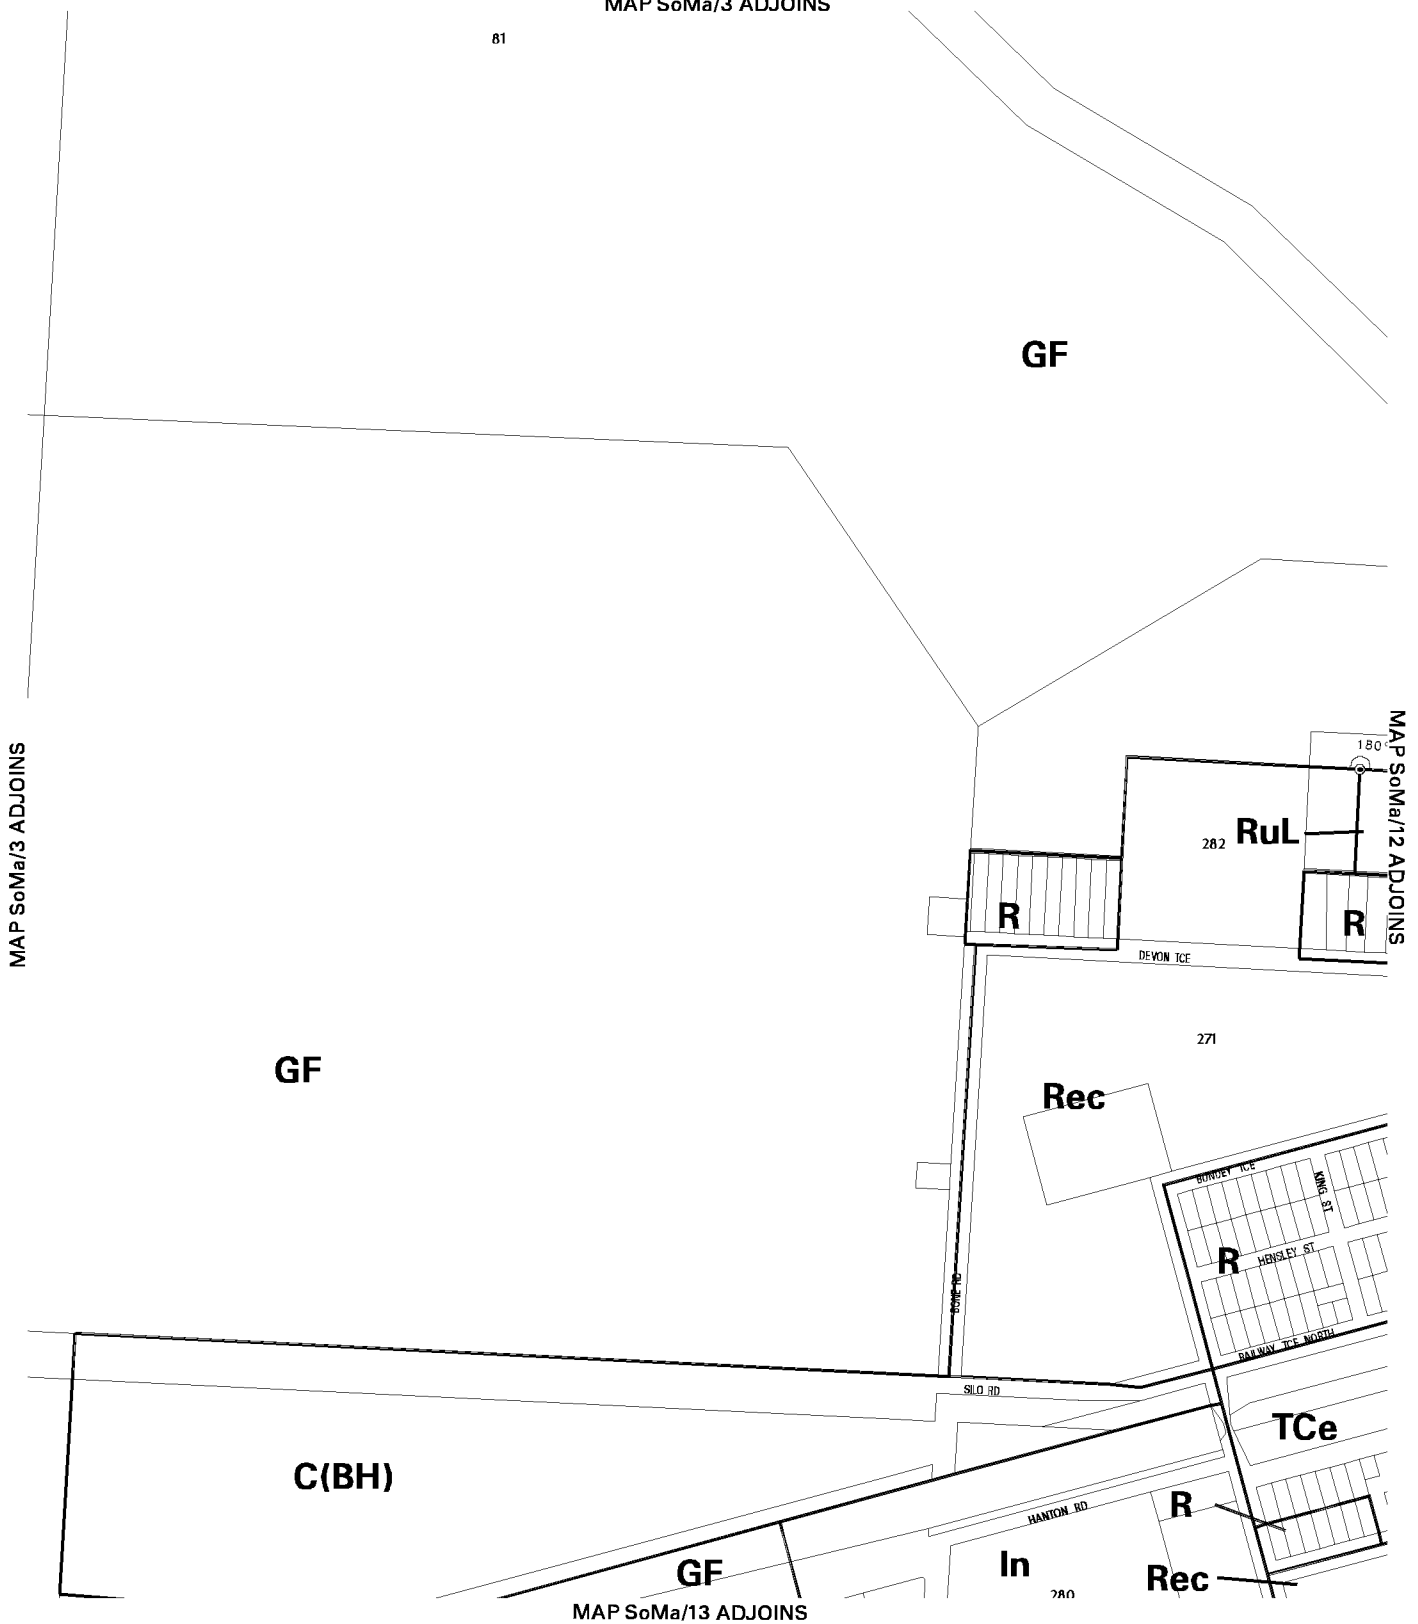 MAP SoMa/3 ADJOINS
81
GF
MAP SoMa/3 ADJOINS
MAP SoMa/12 ADJOINS
180°
282
RuL
R
R
DEVON TCE
271
GF
Rec
BUNDEY TCE
KING ST
R
HENSLEY ST
BONE RD
RAILWAY TCE NORTH
SILO RD
TCe
C(BH)
R
HANTON RD
In
GF
Rec
280
MAP SoMa/13 ADJOINS